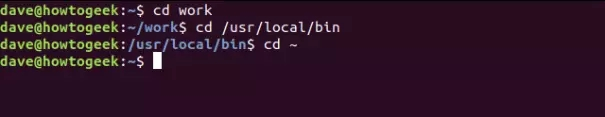 dave@howtogeek:~$ cd work
dave@howtogeek:~/work$ cd /usr/local/bin
dave@howtogeek:/usr/local/bin$ cd ~
dave@howtogeek:~$